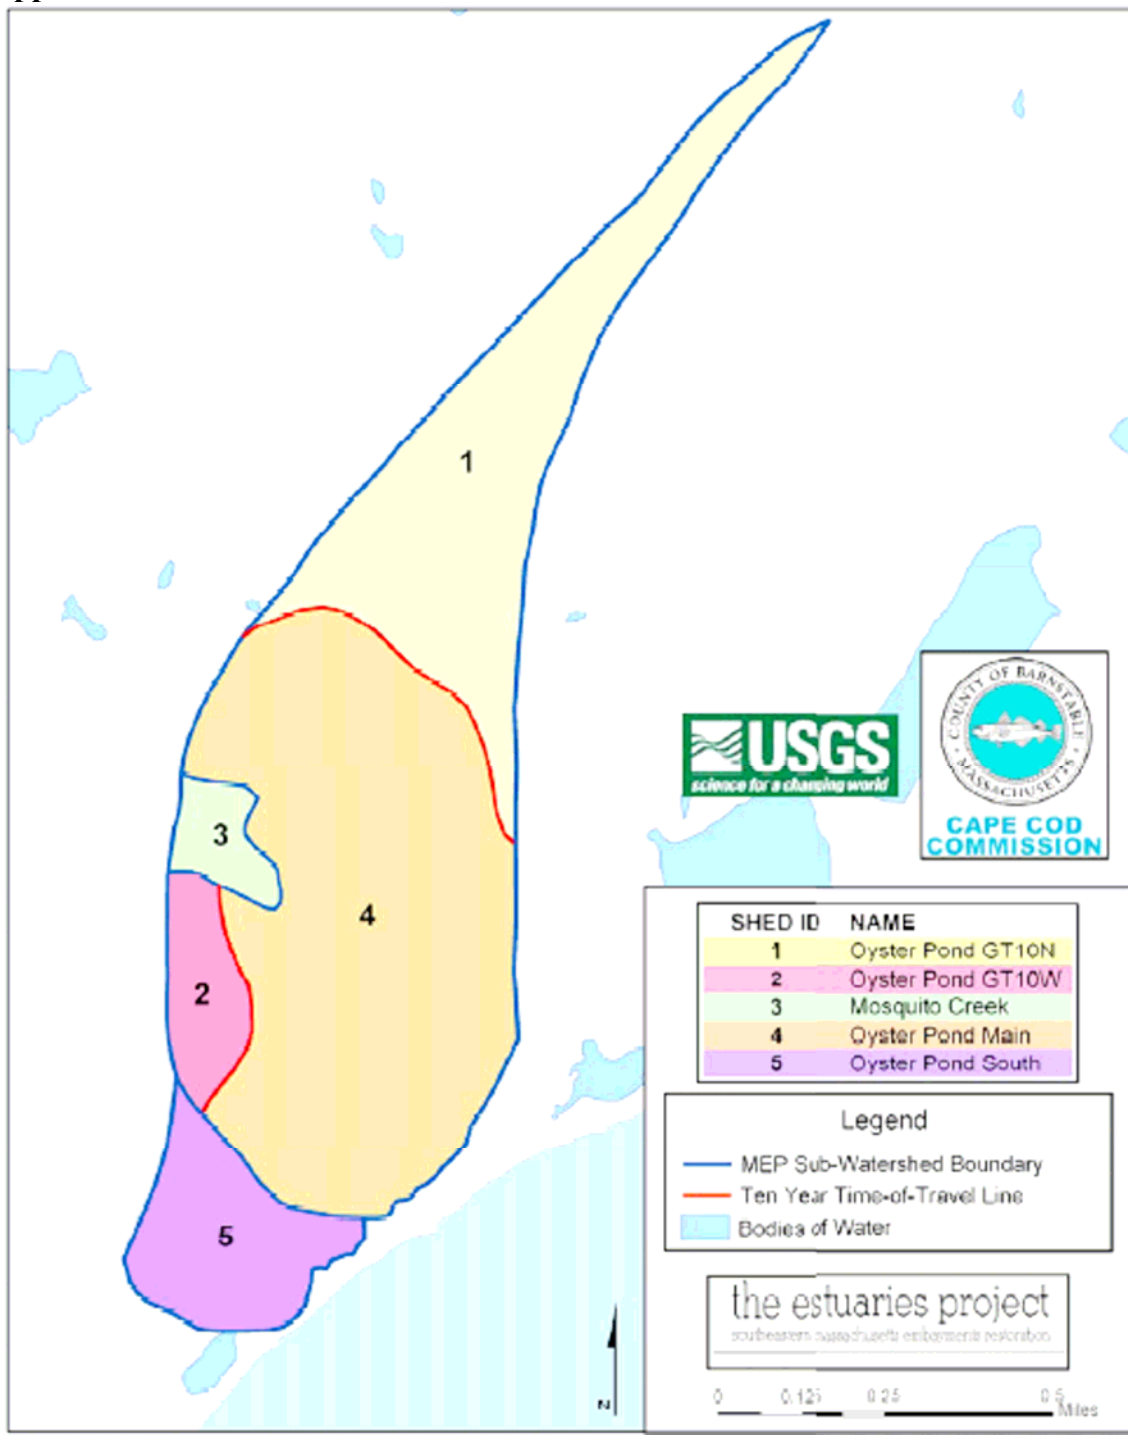 1
3
4
2
5
USGS
science for a changing world
COUNTY OF BARNSTABLE
MASSACHUSETTS
CAPE COD
COMMISSION
SHED ID NAME
1 Oyster Pond GT10N
2 Oyster Pond GT10W
3 Mosquito Creek
4 Oyster Pond Main
5 Oyster Pond South
Legend
MEP Sub-Watershed Boundary
Ten Year Time-of-Travel Line
Bodies of Water
the estuaries project
southeastern massachusetts embayments restoration
N
0 0.125 0.25 0.5
Miles